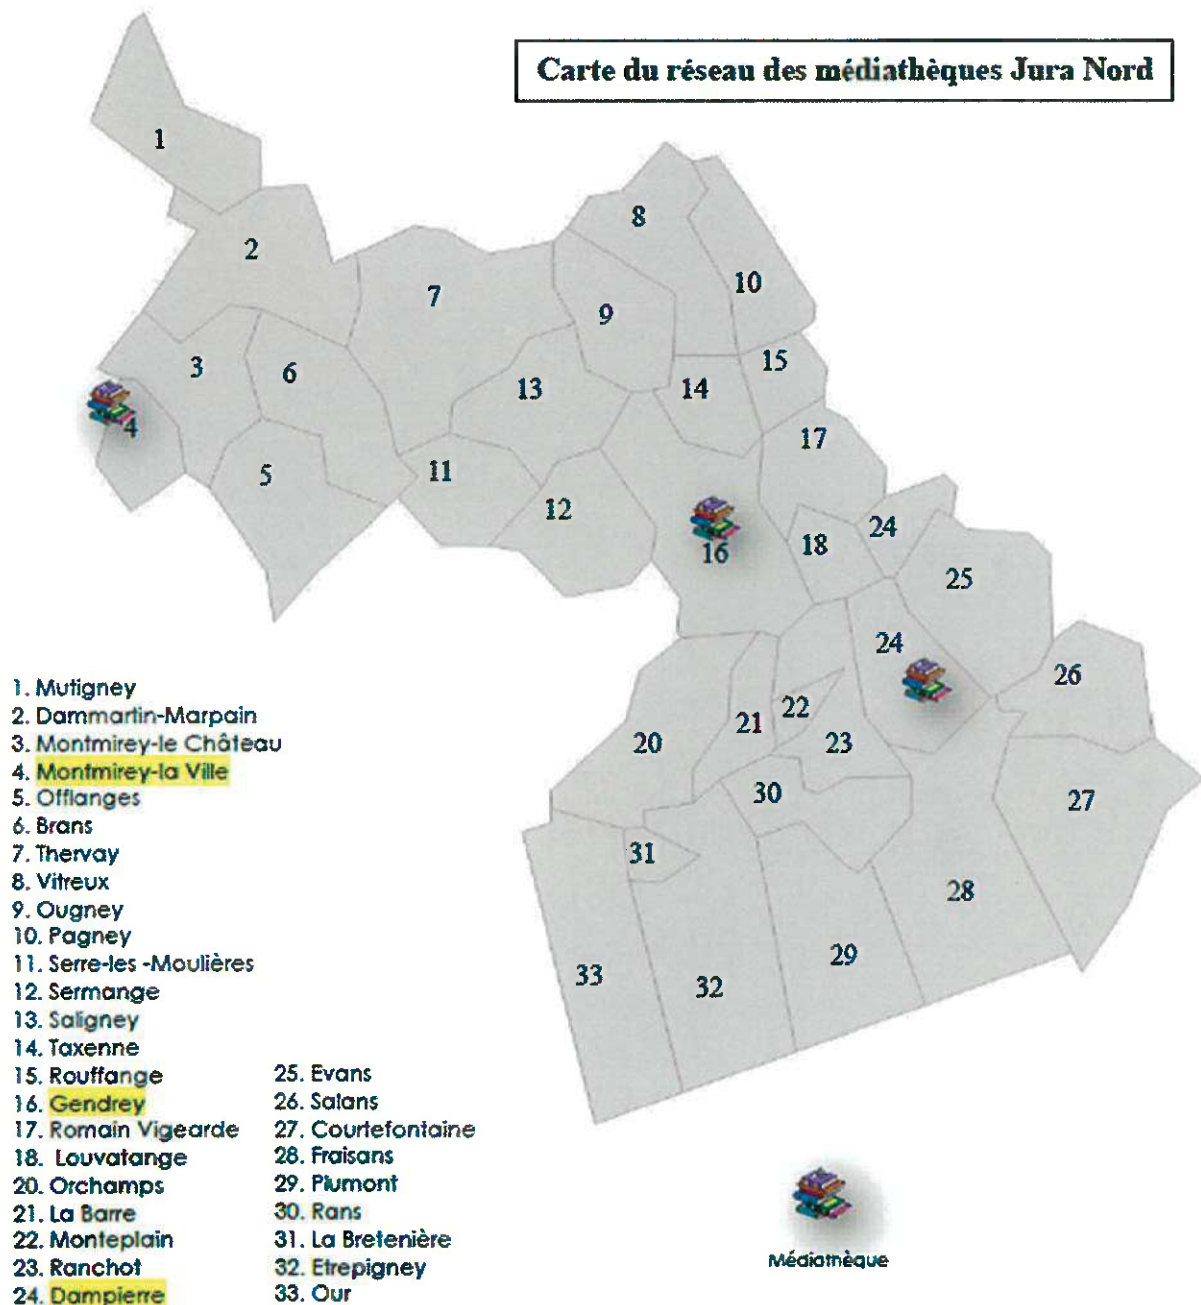 Carte du réseau des médiathèques Jura Nord
1
2
3
4
5
6
7
8
9
10
11
12
13
14
15
16
17
18
24
25
24
26
20
21
22
23
30
27
31
28
29
33
32
1. Mutigney
2. Dammartin-Marpain
3. Montmirey-le Château
4. Montmirey-la Ville
5. Offlanges
6. Brans
7. Thervay
8. Vitreux
9. Ougney
10. Pagney
11. Serre-les -Moulières
12. Sermange
13. Saligney
14. Taxenne
15. Rouffange
16. Gendrey
17. Romain Vigearde
18. Louvatange
20. Orchamps
21. La Barre
22. Monteplain
23. Ranchot
24. Dampierre
25. Evans
26. Salans
27. Courtefontaine
28. Fraisans
29. Plumont
30. Rans
31. La Bretenière
32. Etrepigney
33. Our
Médiathèque